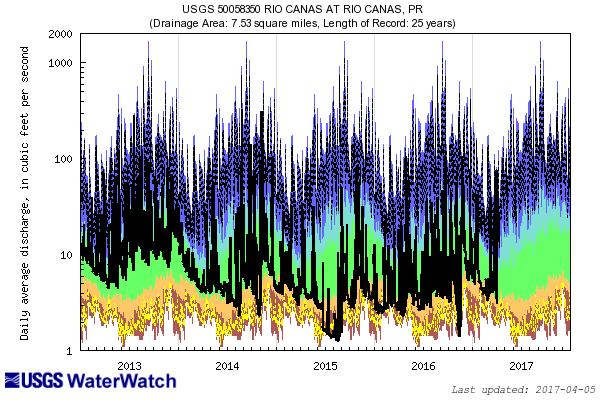 USGS 50058350 RIO CANAS AT RIO CANAS, PR
(Drainage Area: 7.53 square miles, Length of Record: 25 years)
Daily average discharge, in cubic feet per second
2000
1000
100
10
1
2013 2014 2015 2016 2017
USGS WaterWatch
Last updated: 2017-04-05